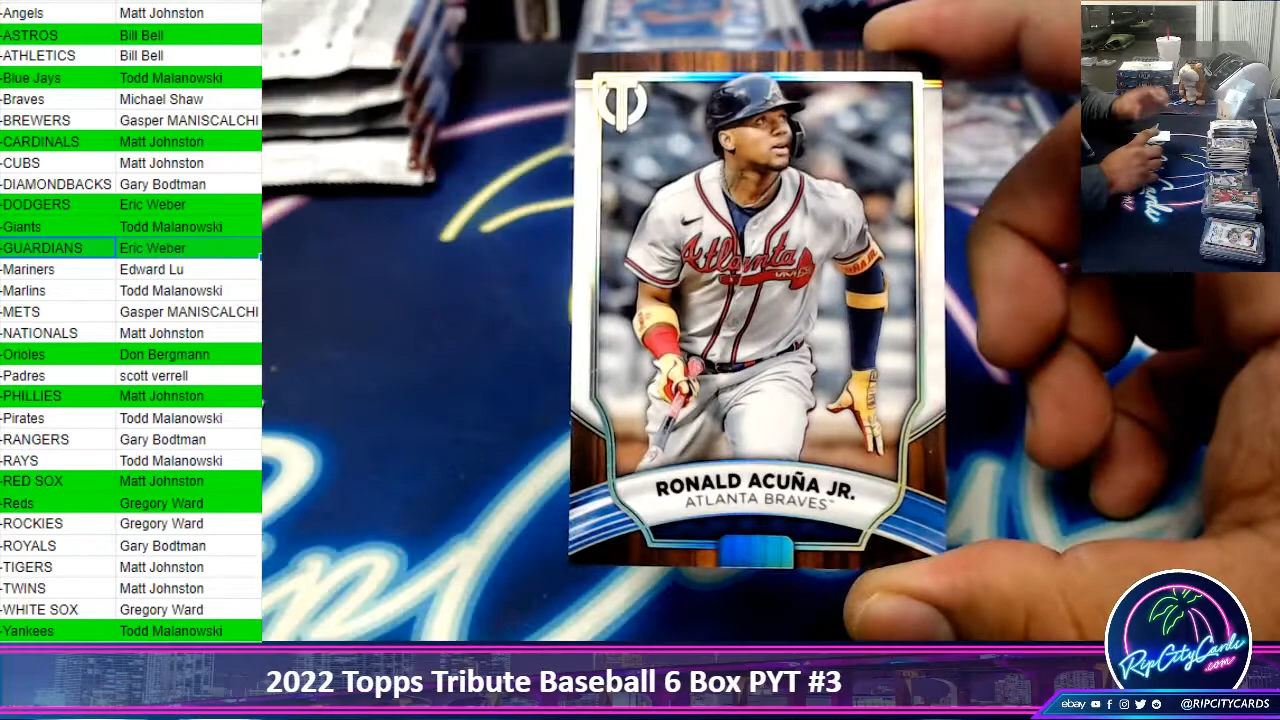 -Angels Matt Johnston
-ASTROS Bill Bell
-ATHLETICS Bill Bell
-Blue Jays Todd Malanowski
-Braves Michael Shaw
-BREWERS Gasper MANISCALCHI
-CARDINALS Matt Johnston
-CUBS Matt Johnston
-DIAMONDBACKS Gary Bodtman
-DODGERS Eric Weber
-Giants Todd Malanowski
-GUARDIANS Eric Weber
-Mariners Edward Lu
-Marlins Todd Malanowski
-METS Gasper MANISCALCHI
-NATIONALS Matt Johnston
-Orioles Don Bergmann
-Padres scott verrell
-PHILLIES Matt Johnston
-Pirates Todd Malanowski
-RANGERS Gary Bodtman
-RAYS Todd Malanowski
-RED SOX Matt Johnston
-Reds Gregory Ward
-ROCKIES Gregory Ward
-ROYALS Gary Bodtman
-TIGERS Matt Johnston
-TWINS Matt Johnston
-WHITE SOX Gregory Ward
-Yankees Todd Malanowski
T
Atlanta
RONALD ACUÑA JR.
ATLANTA BRAVES™
2022 Topps Tribute Baseball 6 Box PYT #3
RipCityCards
.com
ebay @RIPCITYCARDS